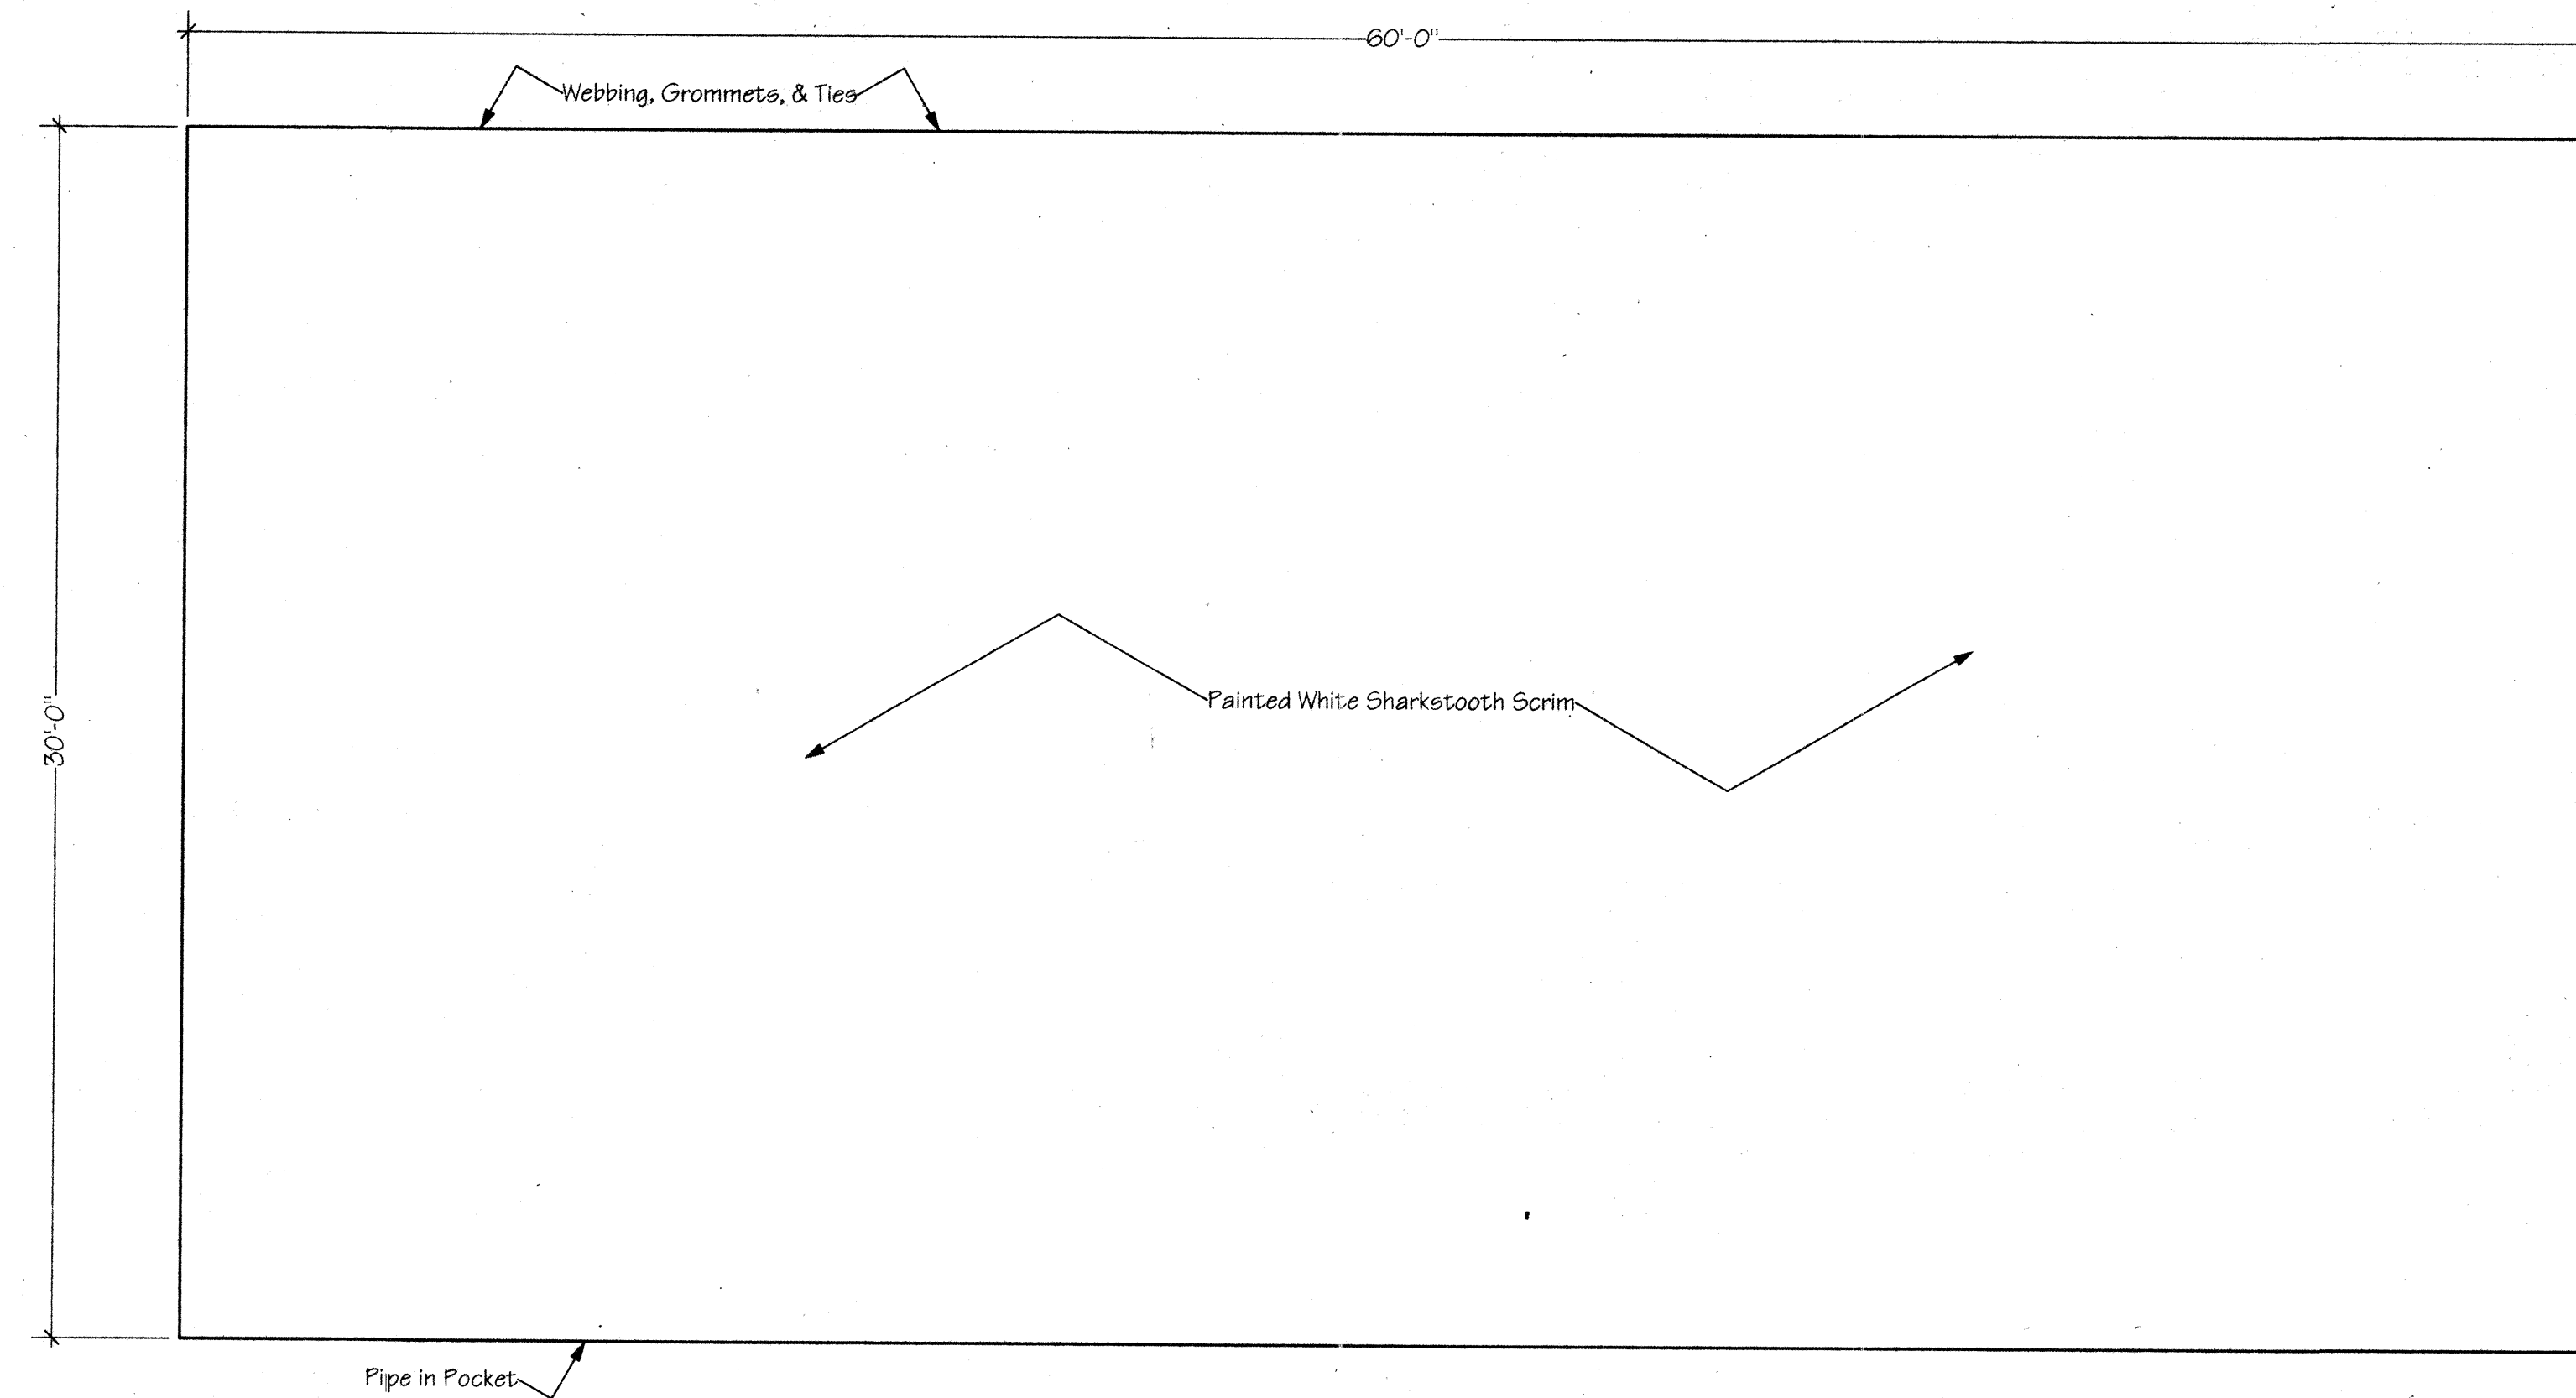 60'-0"
Webbing, Grommets, & Ties
30'-0"
Painted White Sharkstooth Scrim
Pipe in Pocket